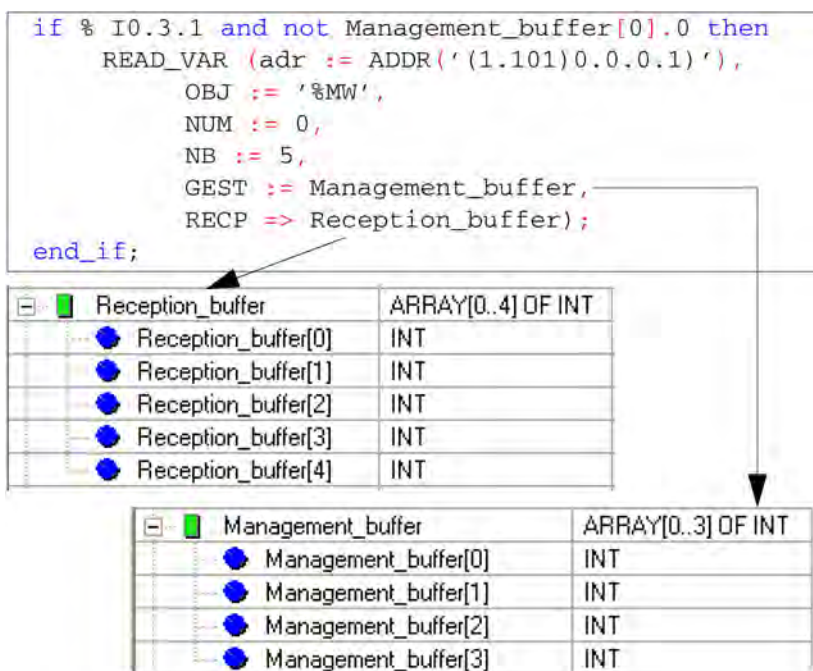 if % I0.3.1 and not Management_buffer[0].0 then
READ_VAR (adr := ADDR('(1.101)0.0.0.1)'),
OBJ := '%MW',
NUM := 0,
NB := 5,
GEST := Management_buffer,
RECP => Reception_buffer);
end_if;
Reception_buffer ARRAY[0..4] OF INT
Reception_buffer[0] INT
Reception_buffer[1] INT
Reception_buffer[2] INT
Reception_buffer[3] INT
Reception_buffer[4] INT
Management_buffer ARRAY[0..3] OF INT
Management_buffer[0] INT
Management_buffer[1] INT
Management_buffer[2] INT
Management_buffer[3] INT